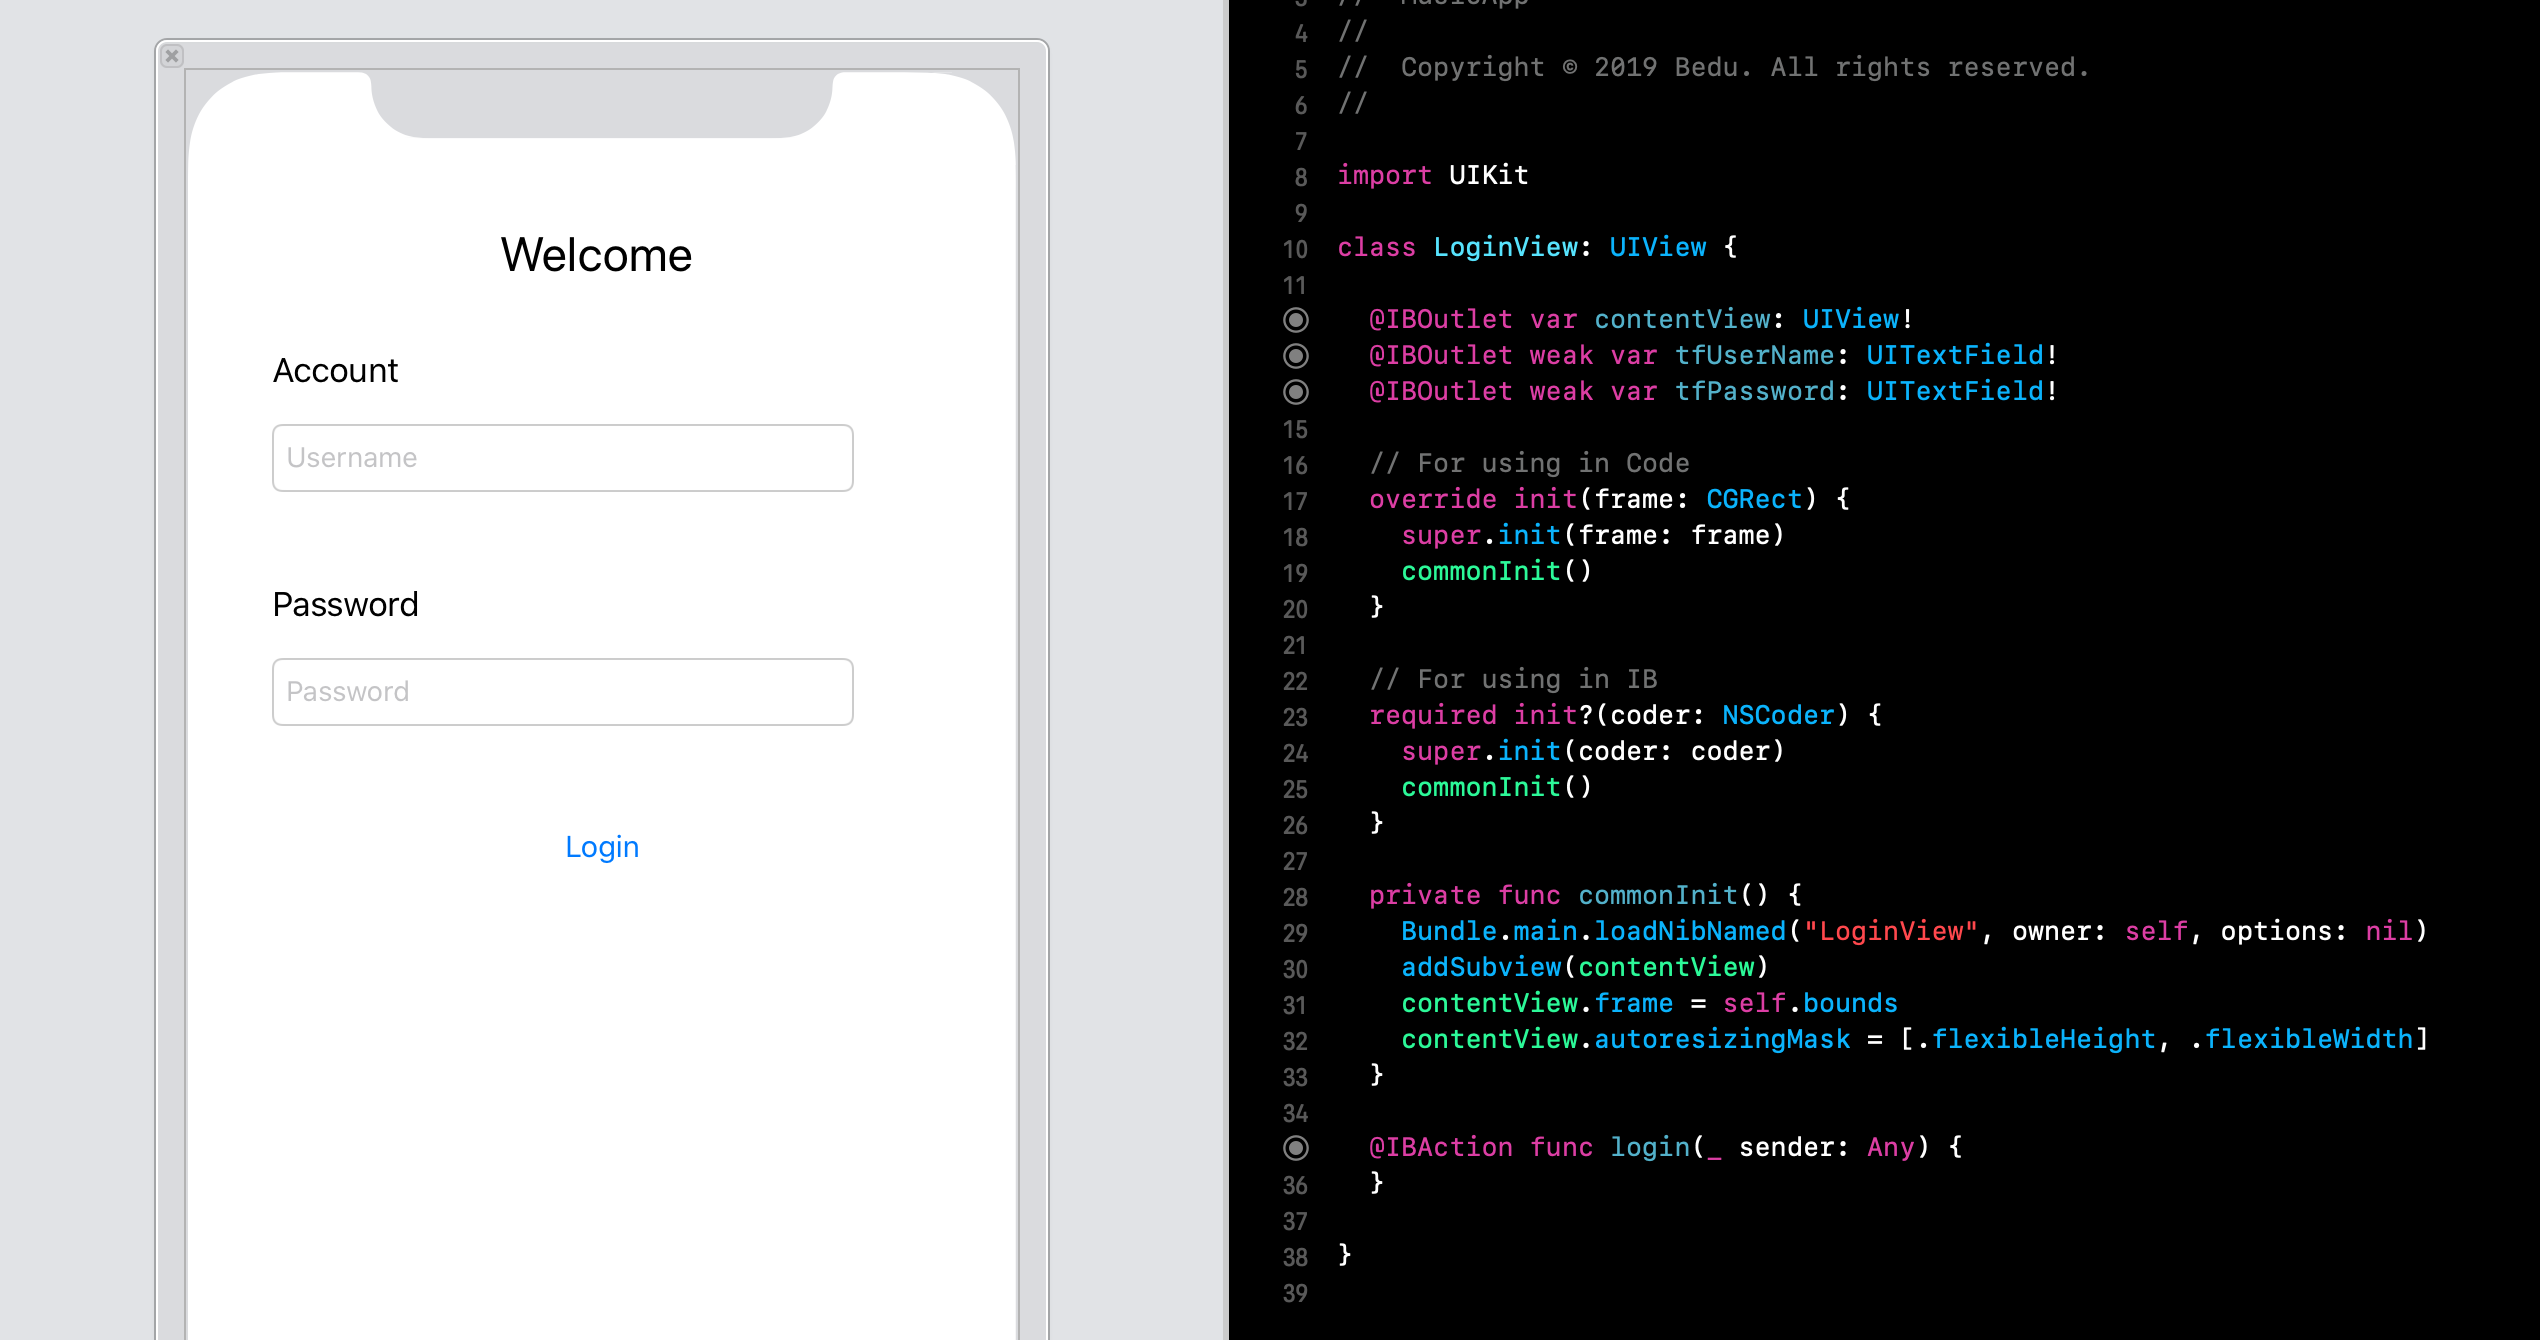 Welcome
Account
Username
Password
Password
Login
3 // MusicApp
4 //
5 //  Copyright © 2019 Bedu. All rights reserved.
6 //
7
8 import UIKit
9
10 class LoginView: UIView {
11
@IBOutlet var contentView: UIView!
@IBOutlet weak var tfUserName: UITextField!
@IBOutlet weak var tfPassword: UITextField!
15
16 // For using in Code
17 override init(frame: CGRect) {
18 super.init(frame: frame)
19 commonInit()
20 }
21
22 // For using in IB
23 required init?(coder: NSCoder) {
24 super.init(coder: coder)
25 commonInit()
26 }
27
28 private func commonInit() {
29 Bundle.main.loadNibNamed("LoginView", owner: self, options: nil)
30 addSubview(contentView)
31 contentView.frame = self.bounds
32 contentView.autoresizingMask = [.flexibleHeight, .flexibleWidth]
33 }
34
@IBAction func login(_ sender: Any) {
36 }
37
38 }
39